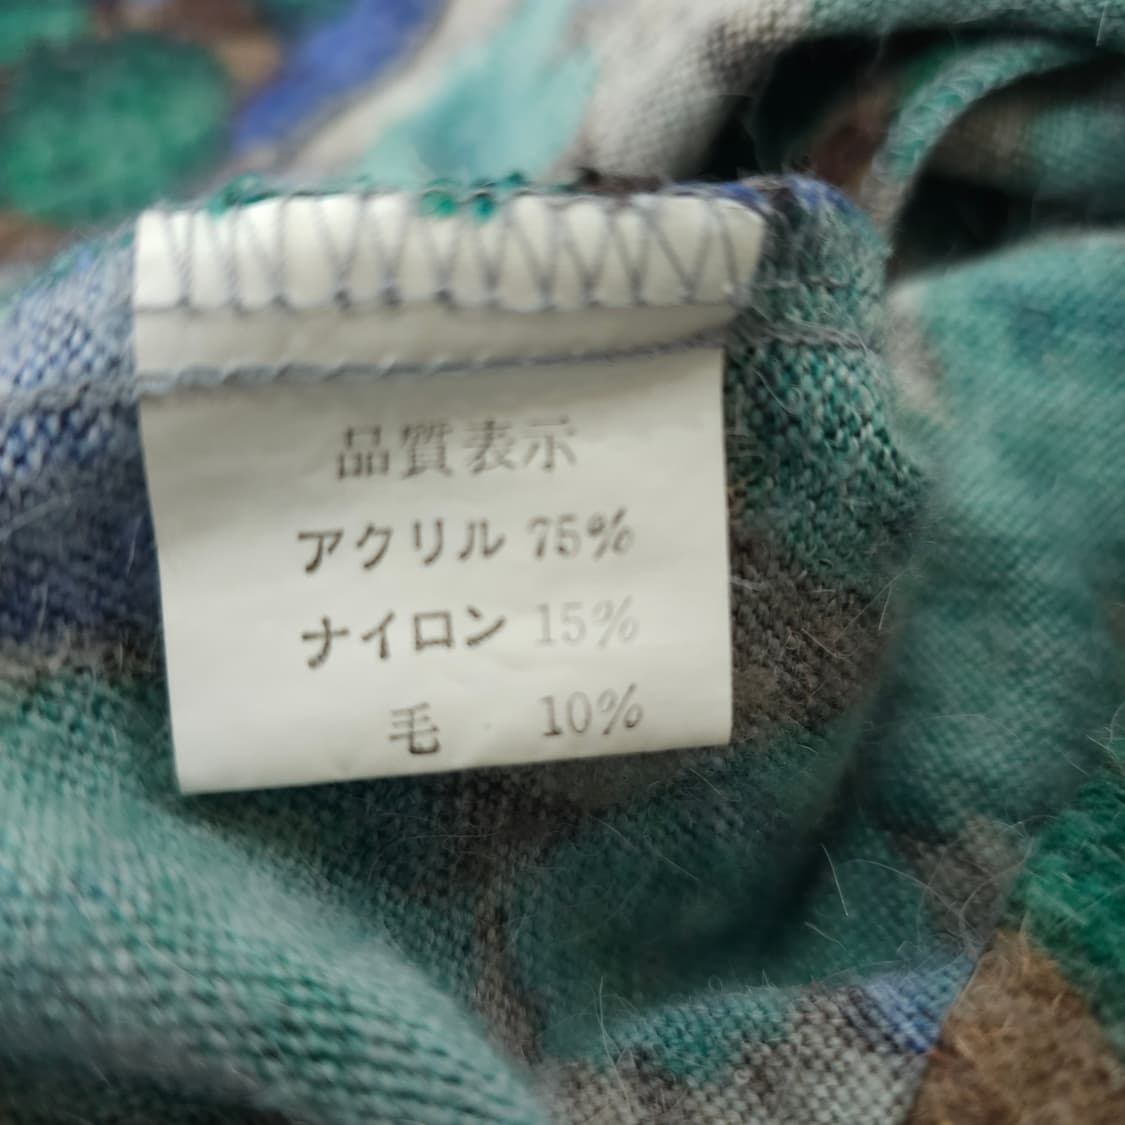 品質表示
アクリル 75%
ナイロン 15%
毛 10%